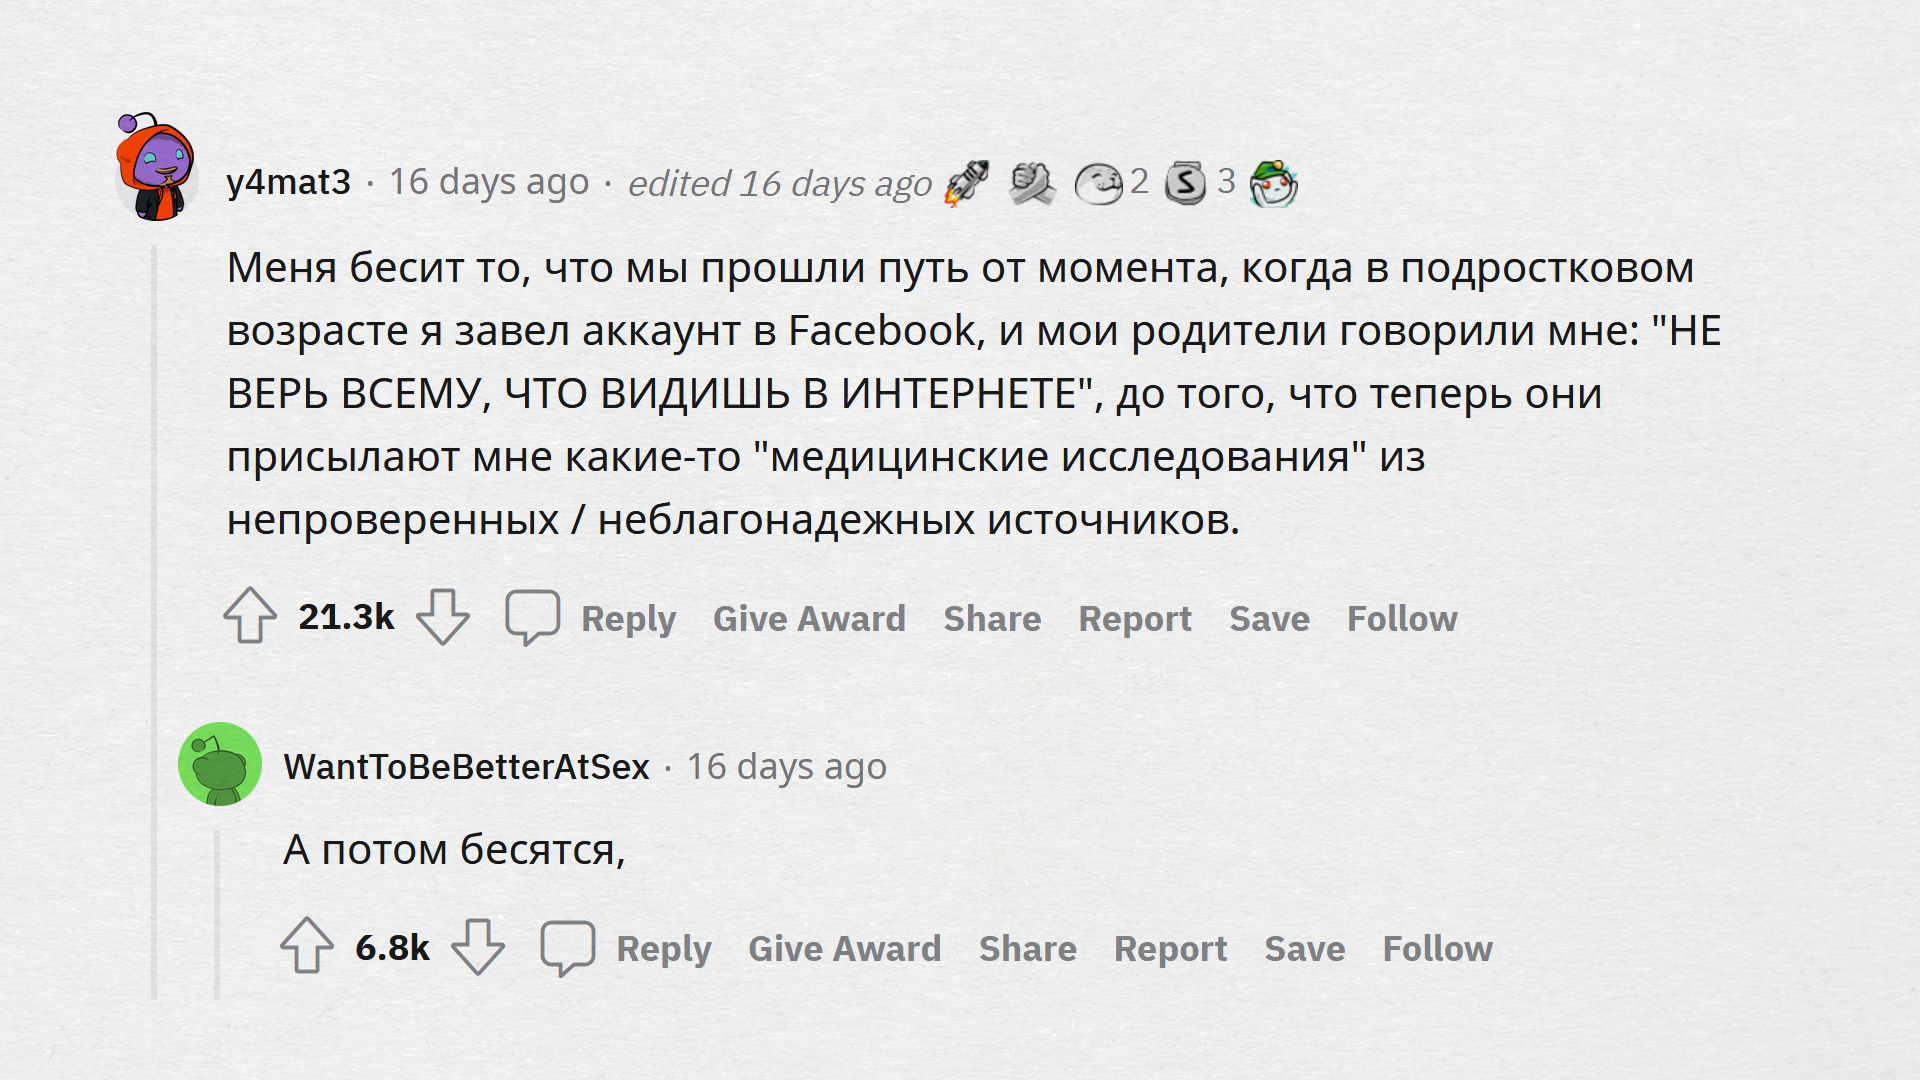 y4mat3 · 16 days ago · edited 16 days ago 2 S 3
Меня бесит то, что мы прошли путь от момента, когда в подростковом
возрасте я завел аккаунт в Facebook, и мои родители говорили мне: "НЕ
ВЕРЬ ВСЕМУ, ЧТО ВИДИШЬ В ИНТЕРНЕТЕ", до того, что теперь они
присылают мне какие-то "медицинские исследования" из
непроверенных / неблагонадежных источников.
21.3k Reply Give Award Share Report Save Follow
WantToBeBetterAtSex · 16 days ago
А потом бесятся,
6.8k Reply Give Award Share Report Save Follow